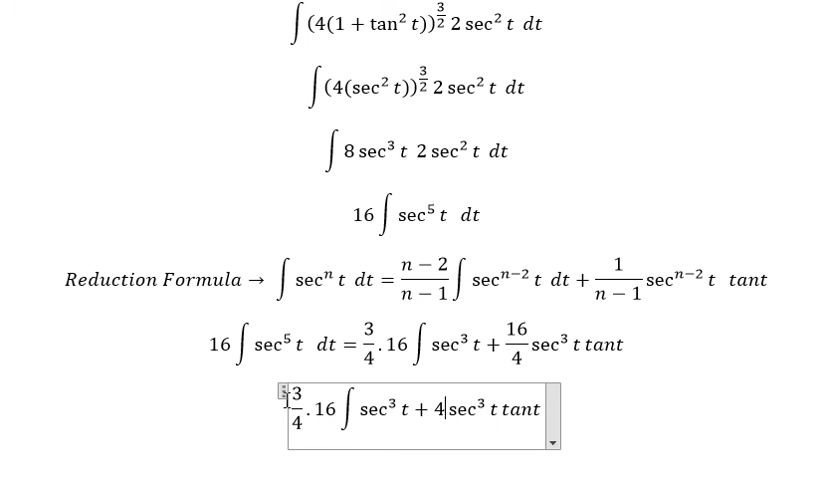 ∫(4(1 + tan² t))^(3/2) 2 sec² t dt
∫(4(sec² t))^(3/2) 2 sec² t dt
∫ 8 sec³ t 2 sec² t dt
16 ∫ sec⁵ t dt
Reduction Formula → ∫ secⁿ t dt = (n − 2)/(n − 1) ∫ secⁿ⁻² t dt + 1/(n − 1) secⁿ⁻² t tant
16 ∫ sec⁵ t dt = 3/4 . 16 ∫ sec³ t + 16/4 sec³ t tant
3/4 . 16 ∫ sec³ t + 4 sec³ t tant